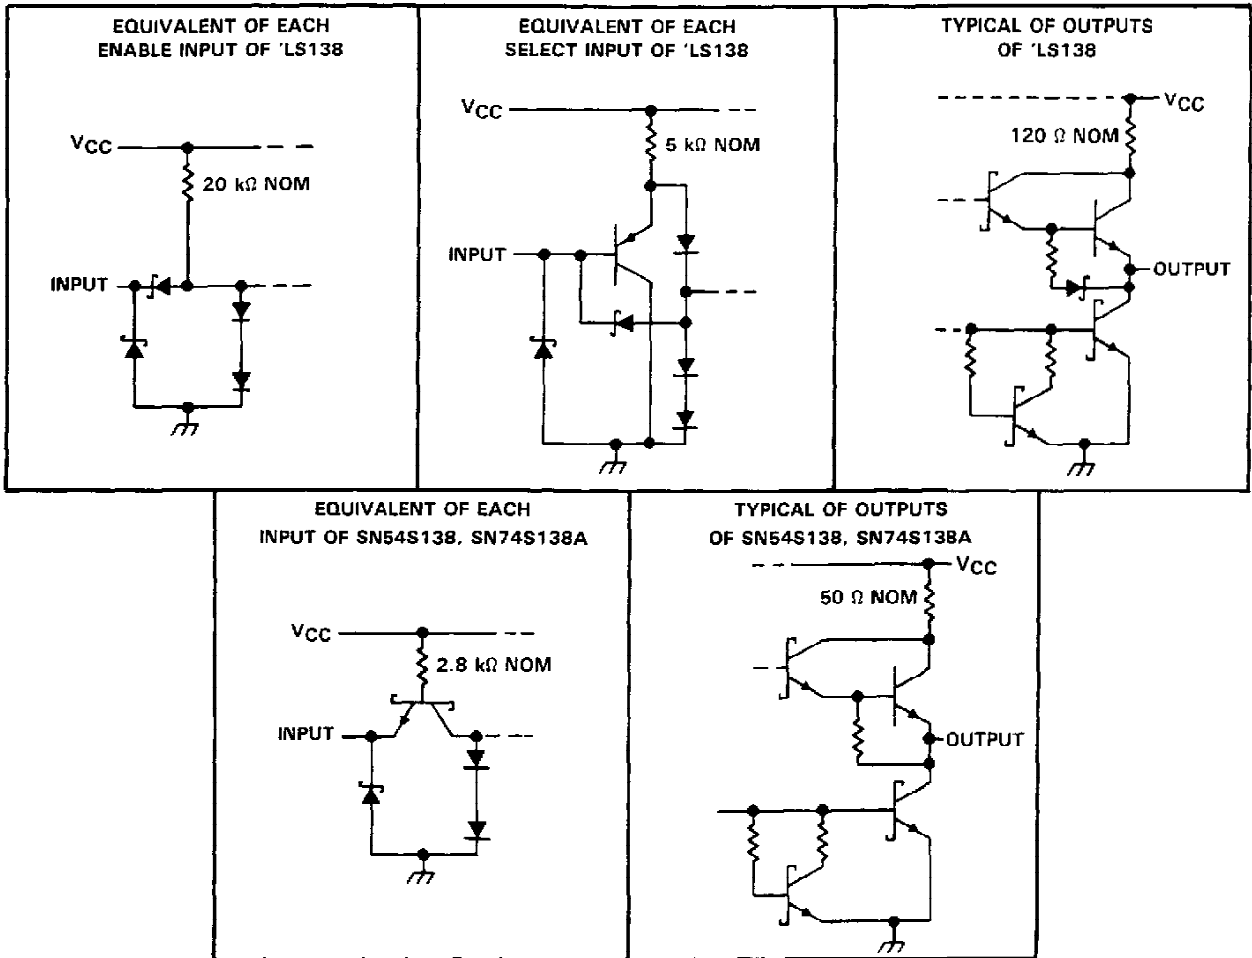 EQUIVALENT OF EACH
ENABLE INPUT OF 'LS138
VCC
20 kΩ NOM
INPUT
EQUIVALENT OF EACH
SELECT INPUT OF 'LS138
VCC
5 kΩ NOM
INPUT
TYPICAL OF OUTPUTS
OF 'LS138
VCC
120 Ω NOM
OUTPUT
EQUIVALENT OF EACH
INPUT OF SN54S138, SN74S138A
VCC
2.8 kΩ NOM
INPUT
TYPICAL OF OUTPUTS
OF SN54S138, SN74S138A
VCC
50 Ω NOM
OUTPUT